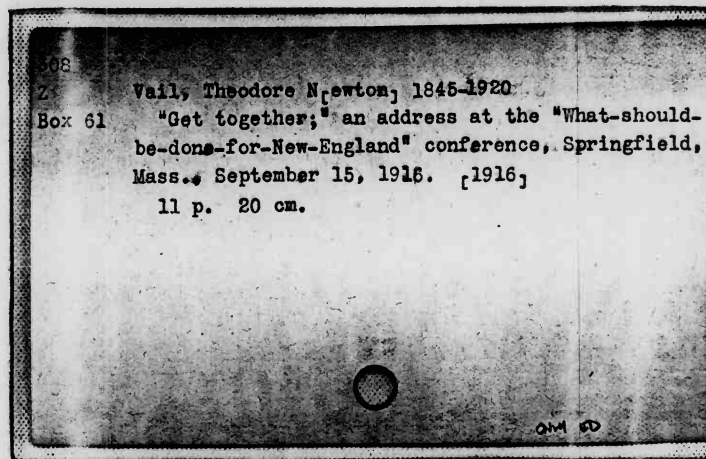 308
Z
Vail, Theodore N[ewton] 1845-1920
Box 61 "Get together;" an address at the "What-should-
be-done-for-New-England" conference, Springfield,
Mass., September 15, 1916. [1916]
11 p. 20 cm.